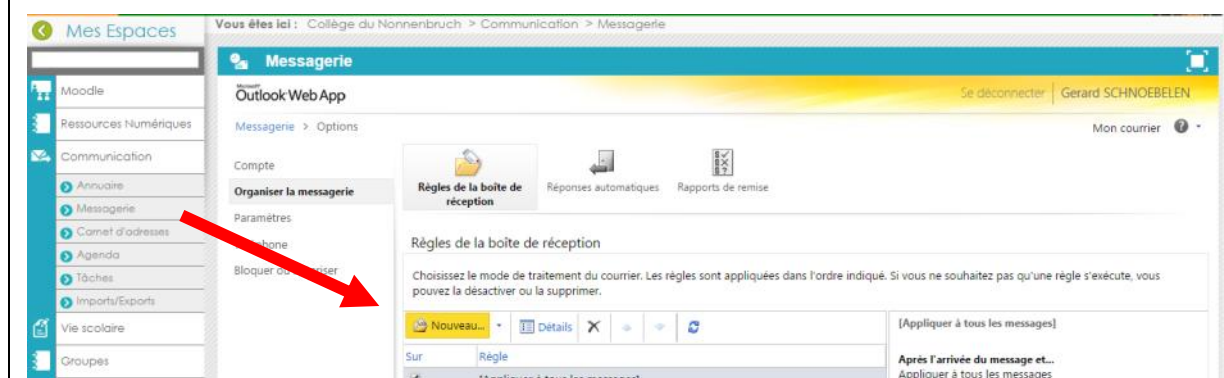 Mes Espaces
Vous êtes ici : Collège du Nonnenbruch > Communication > Messagerie
Messagerie
Moodle
Ressources Numériques
Communication
Annuaire
Messagerie
Carnet d'adresses
Agenda
Tâches
Imports/Exports
Vie scolaire
Groupes
Microsoft
Outlook Web App
Se déconnecter | Gerard SCHNOEBELEN
Messagerie > Options
Mon courrier
Compte
Organiser la messagerie
Paramètres
Bloquer ou
Règles de la boîte de
réception
Réponses automatiques
Rapports de remise
Règles de la boîte de réception
Choisissez le mode de traitement du courrier. Les règles sont appliquées dans l'ordre indiqué. Si vous ne souhaitez pas qu'une règle s'exécute, vous
pouvez la désactiver ou la supprimer.
Nouveau... Détails
Sur Règle
[Appliquer à tous les messages]
[Appliquer à tous les messages]
Après l'arrivée du message et...
Appliquer à tous les messages